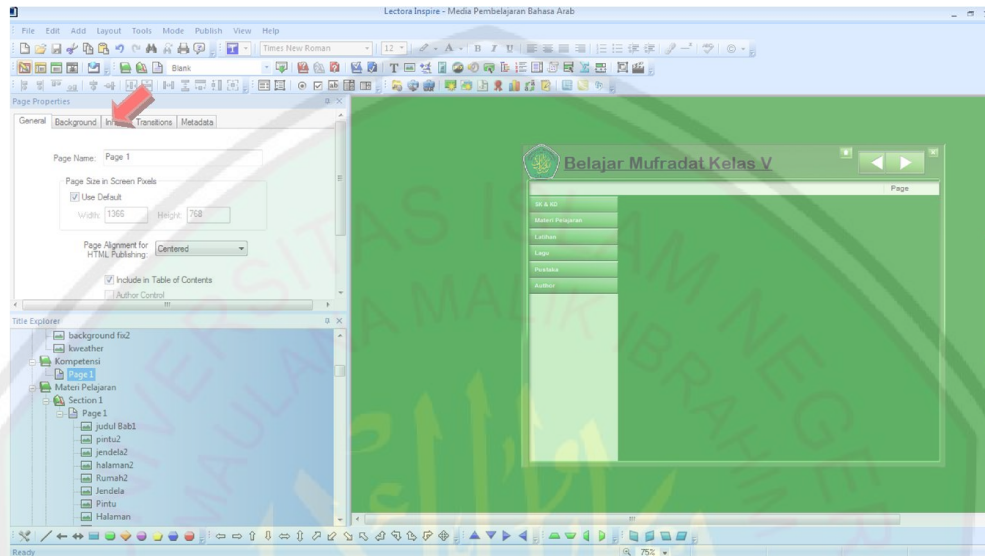 Lectora Inspire - Media Pembelajaran Bahasa Arab
File Edit Add Layout Tools Mode Publish View Help
Times New Roman 12 B I U
Blank
Page Properties
General Background Transitions Metadata
Page Name: Page 1
Page Size in Screen Pixels
Use Default
Width: 1366 Height: 768
Page Alignment for HTML Publishing: Centered
Include in Table of Contents
Author Control
Title Explorer
background fix2
kweather
Kompetensi
Page 1
Materi Pelajaran
Section 1
Page 1
judul Bab1
pintu2
jendela2
halaman2
Rumah2
Jendela
Pintu
Halaman
Belajar Mufradat Kelas V
Page
SK & KD
Materi Pelajaran
Latihan
Lagu
Pustaka
Author
Ready
75%